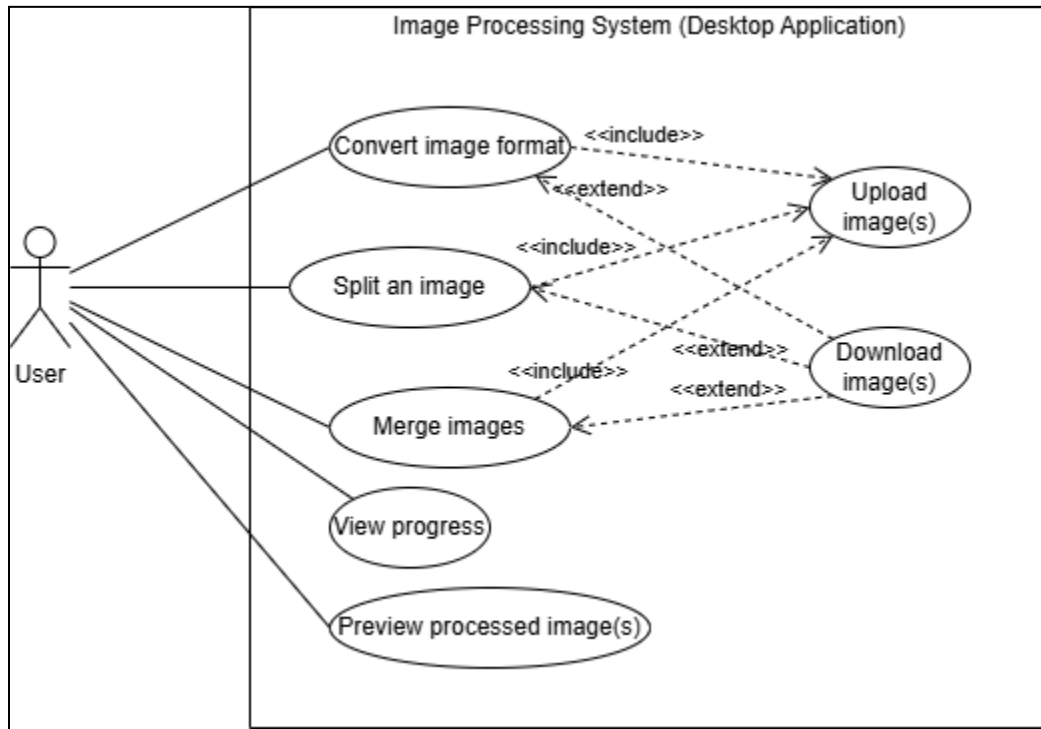 Image Processing System (Desktop Application)
Convert image format
<<include>>
<<extend>>
Upload
image(s)
<<include>>
Split an image
User
<<extend>>
Download
image(s)
<<include>>
<<extend>>
Merge images
View progress
Preview processed image(s)